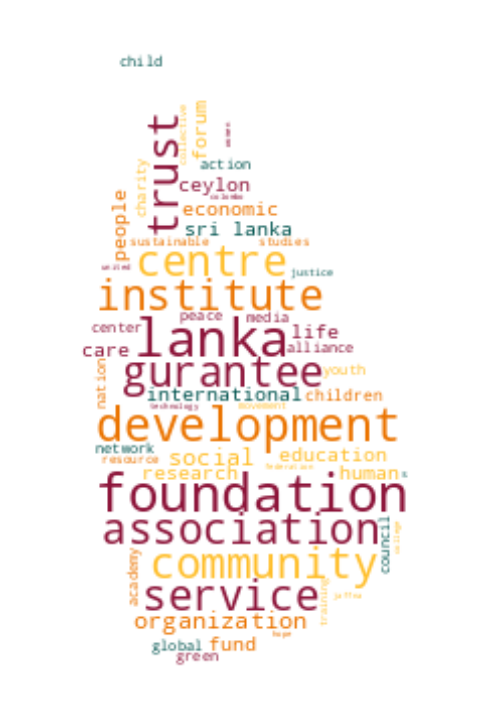 child
trust
collective
forum
action
charity
ceylon
colombo
people
economic
sri lanka
sustainable
studies
centre
united
justice
institute
peace
media
center
lanka
life
care
alliance
gurantee
nation
youth
international
children
technology
movement
development
network
social
education
resource
federation
research
human
s
foundation
association
council
college
community
academy
service
training
jaffna
organization
hope
global
fund
green